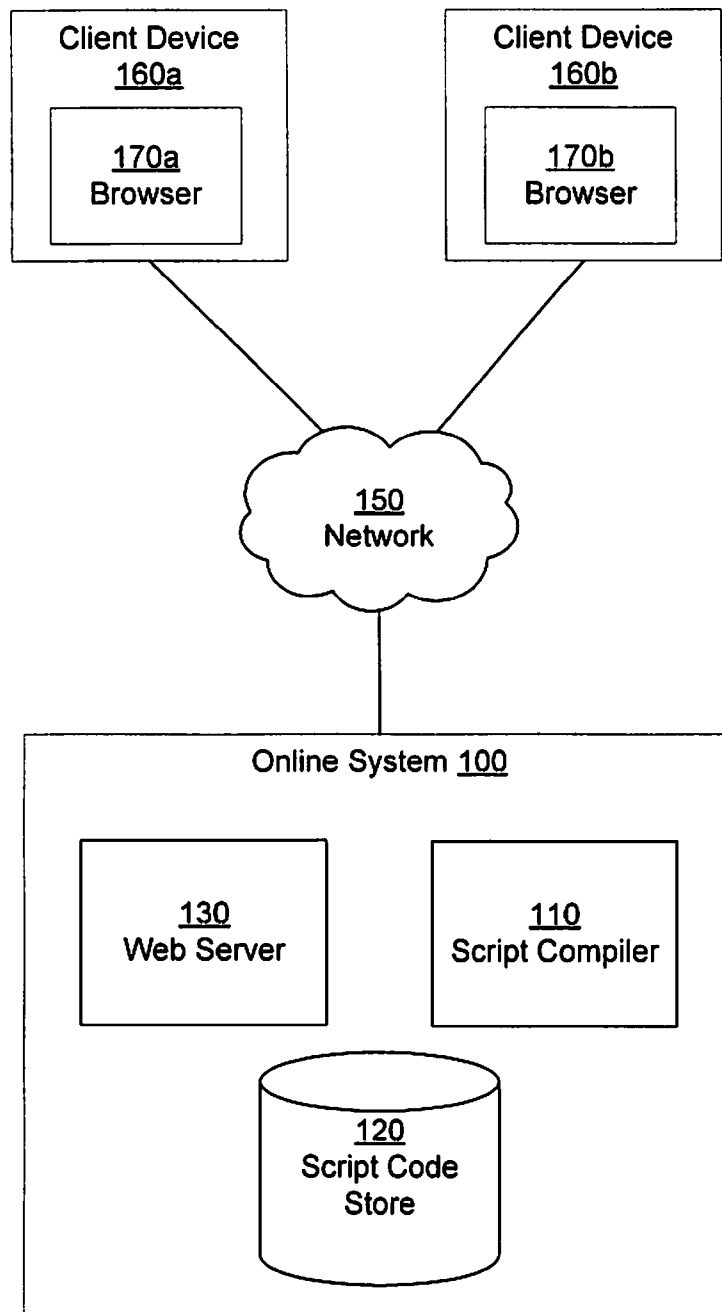 Client Device
160a
170a
Browser
Client Device
160b
170b
Browser
150
Network
Online System 100
130
Web Server
110
Script Compiler
120
Script Code
Store